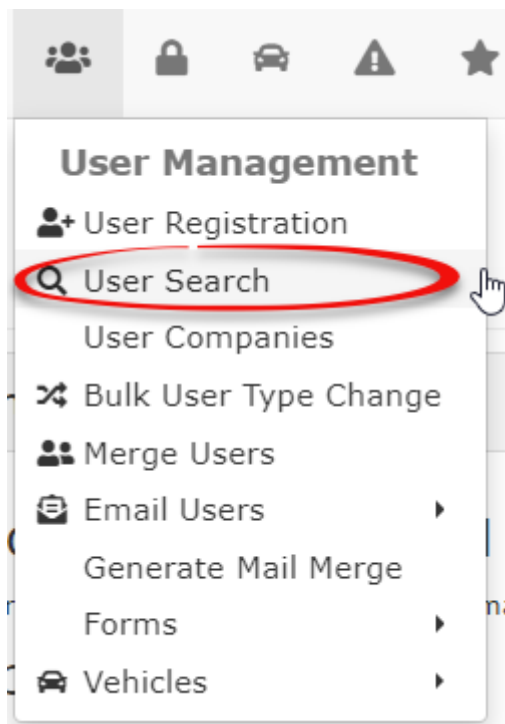 User Management
User Registration
User Search
User Companies
Bulk User Type Change
Merge Users
Email Users
Generate Mail Merge
Forms
Vehicles